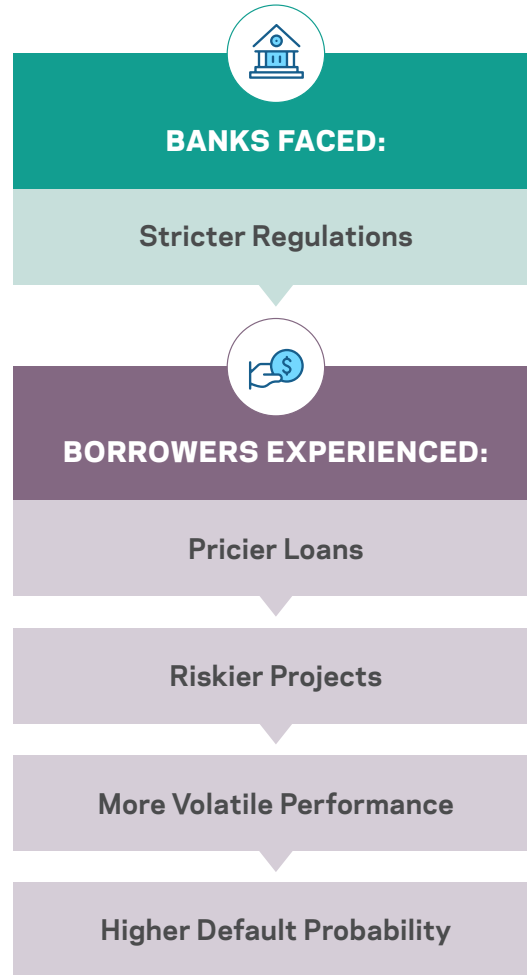 BANKS FACED:
Stricter Regulations
$
BORROWERS EXPERIENCED:
Pricier Loans
Riskier Projects
More Volatile Performance
Higher Default Probability